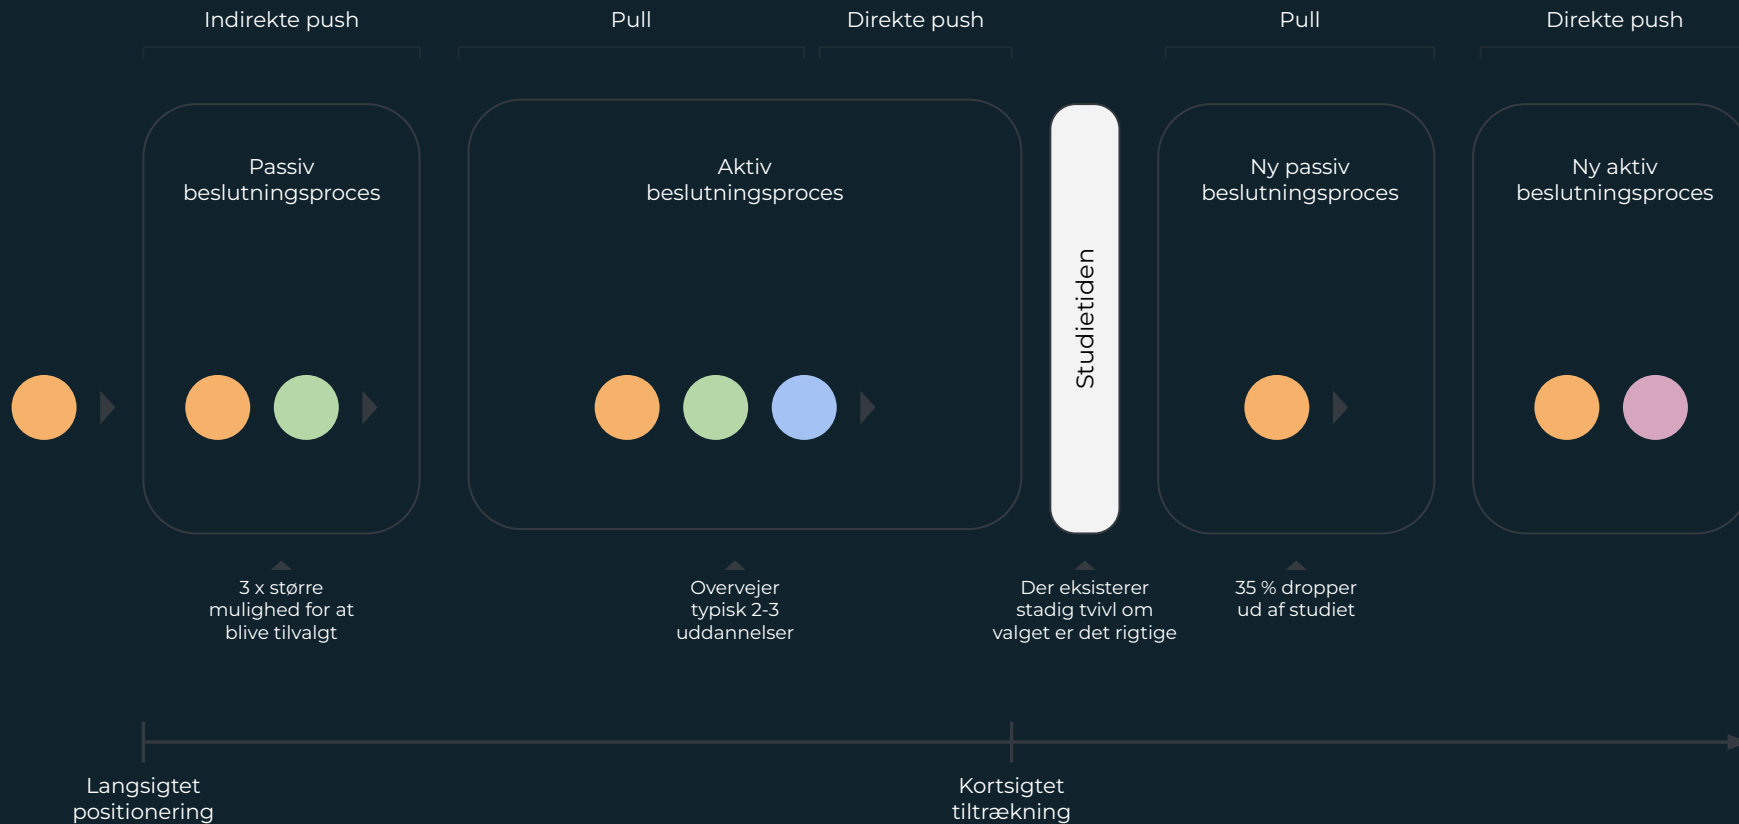 Indirekte push
Pull
Direkte push
Pull
Direkte push
Passiv
beslutningsproces
Aktiv
beslutningsproces
Studietiden
Ny passiv
beslutningsproces
Ny aktiv
beslutningsproces
3 x større
mulighed for at
blive tilvalgt
Overvejer
typisk 2-3
uddannelser
Der eksisterer
stadig tvivl om
valget er det rigtige
35 % dropper
ud af studiet
Langsigtet
positionering
Kortsigtet
tiltrækning